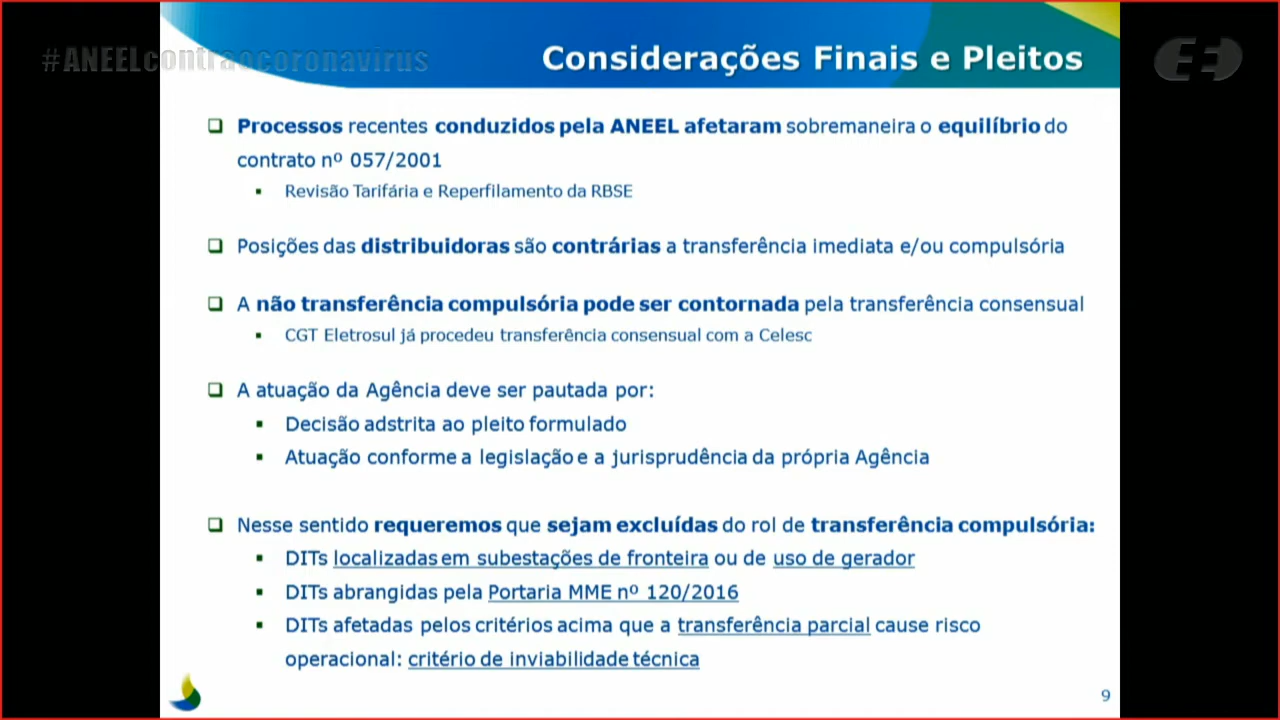 #ANEELcontraocoronavirus
Considerações Finais e Pleitos
Processos recentes conduzidos pela ANEEL afetaram sobremaneira o equilíbrio do
contrato nº 057/2001
Revisão Tarifária e Reperfilamento da RBSE
Posições das distribuidoras são contrárias a transferência imediata e/ou compulsória
A não transferência compulsória pode ser contornada pela transferência consensual
CGT Eletrosul já procedeu transferência consensual com a Celesc
A atuação da Agência deve ser pautada por:
Decisão adstrita ao pleito formulado
Atuação conforme a legislação e a jurisprudência da própria Agência
Nesse sentido requeremos que sejam excluídas do rol de transferência compulsória:
DITs localizadas em subestações de fronteira ou de uso de gerador
DITs abrangidas pela Portaria MME nº 120/2016
DITs afetadas pelos critérios acima que a transferência parcial cause risco
operacional: critério de inviabilidade técnica
9